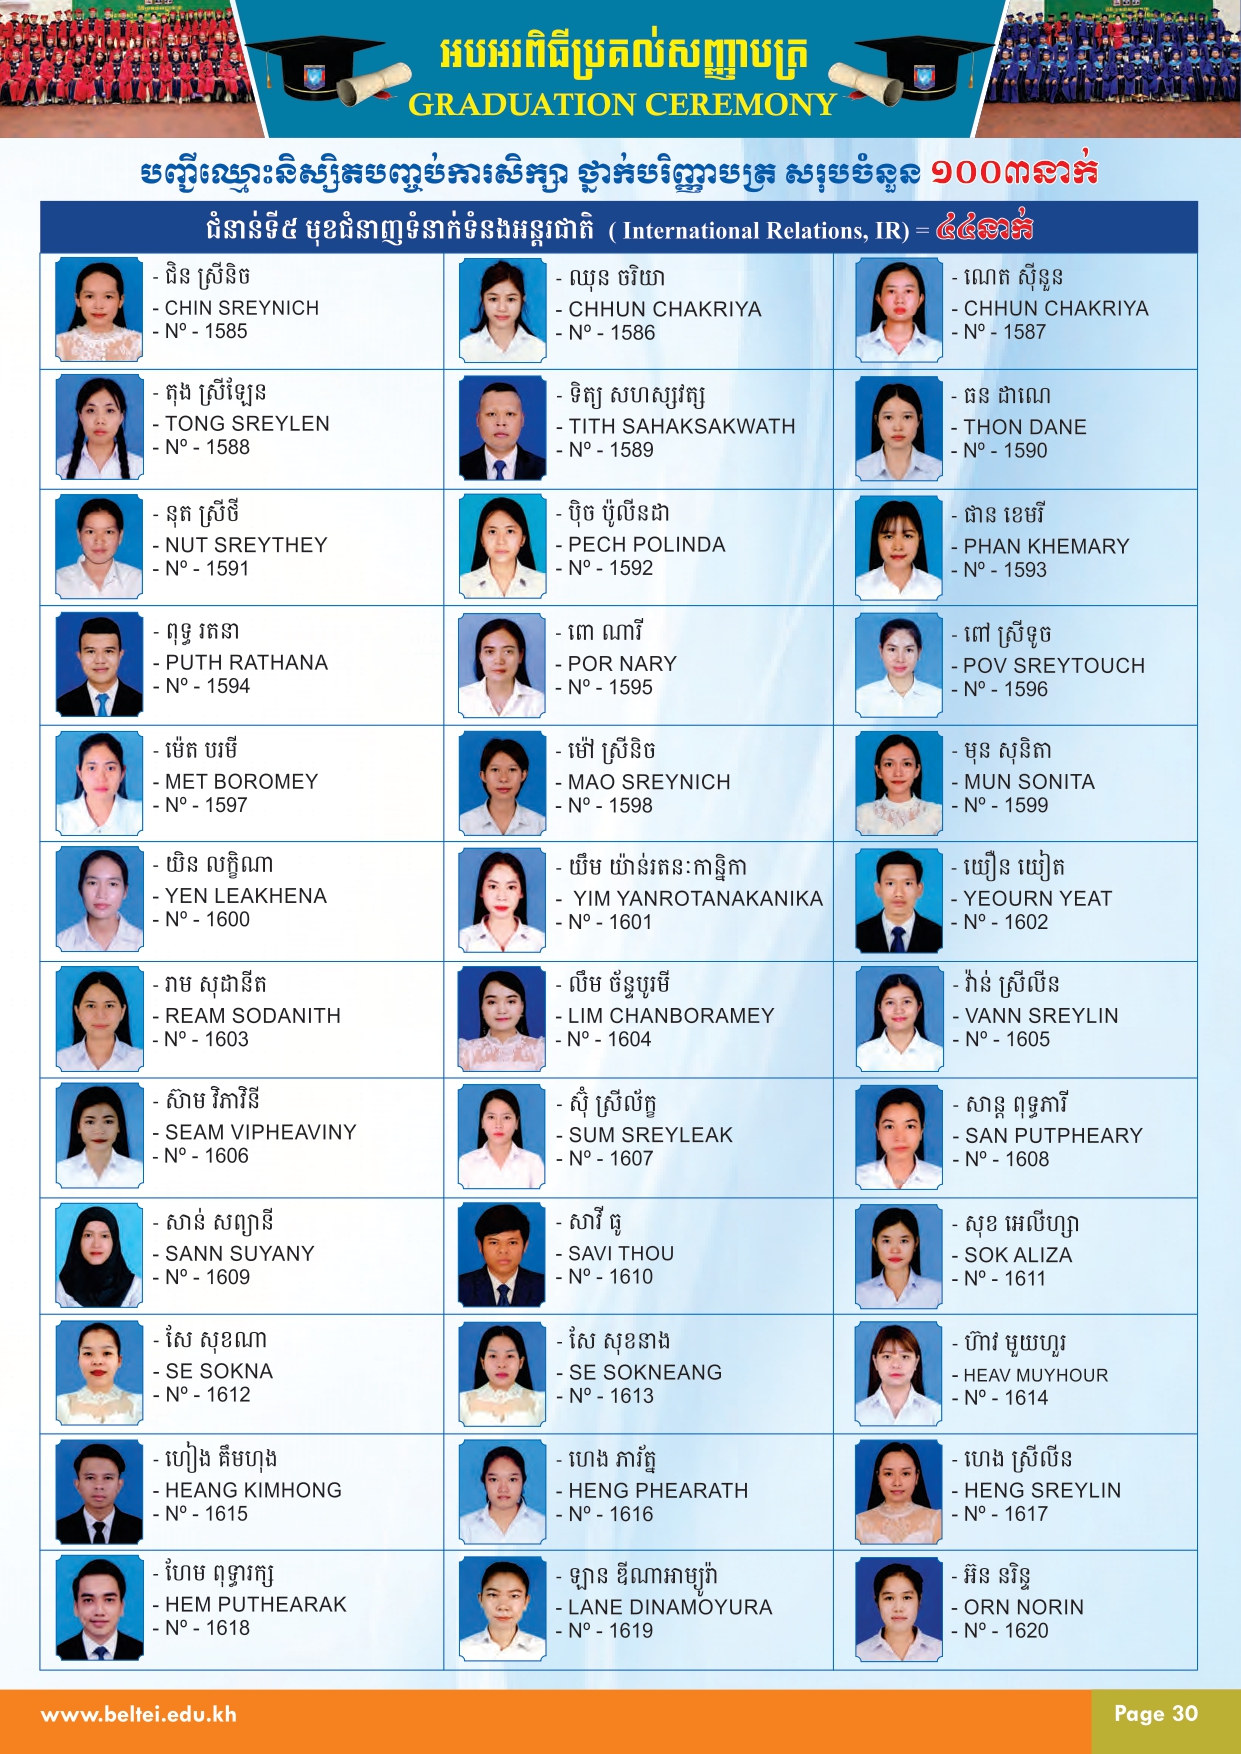 អបអរពិធីប្រគល់សញ្ញាបត្រ
GRADUATION CEREMONY
បញ្ជីឈ្មោះនិស្សិតបញ្ចប់ការសិក្សា ថ្នាក់បរិញ្ញាបត្រ សរុបចំនួន ១០០៣នាក់
ជំនាន់ទី៥ មុខជំនាញទំនាក់ទំនងអន្តរជាតិ ( International Relations, IR) = ៤៤នាក់
- ជិន ស្រីនិច
- CHIN SREYNICH
- Nº - 1585
- ឈុន ចរិយា
- CHHUN CHAKRIYA
- Nº - 1586
- ណេត ស៊ីនួន
- CHHUN CHAKRIYA
- Nº - 1587
- តុង ស្រីឡែន
- TONG SREYLEN
- Nº - 1588
- ទិត្យ សហស្សវត្ស
- TITH SAHAKSAKWATH
- Nº - 1589
- ធន ដាណេ
- THON DANE
- Nº - 1590
- នុត ស្រីថី
- NUT SREYTHEY
- Nº - 1591
- ប៉ិច ប៉ូលីនដា
- PECH POLINDA
- Nº - 1592
- ផាន ខេមរី
- PHAN KHEMARY
- Nº - 1593
- ពុទ្ធ រតនា
- PUTH RATHANA
- Nº - 1594
- ពោ ណារី
- POR NARY
- Nº - 1595
- ពៅ ស្រីទូច
- POV SREYTOUCH
- Nº - 1596
- ម៉េត បរមី
- MET BOROMEY
- Nº - 1597
- ម៉ៅ ស្រីនិច
- MAO SREYNICH
- Nº - 1598
- មុន សុនិតា
- MUN SONITA
- Nº - 1599
- យិន លក្ខិណា
- YEN LEAKHENA
- Nº - 1600
- យឹម យ៉ាន់រតនៈកាន្និកា
- YIM YANROTANAKANIKA
- Nº - 1601
- យឿន យៀត
- YEOURN YEAT
- Nº - 1602
- រាម សុដានីត
- REAM SODANITH
- Nº - 1603
- លឹម ច័ន្ទបូរមី
- LIM CHANBORAMEY
- Nº - 1604
- វ៉ាន់ ស្រីលីន
- VANN SREYLIN
- Nº - 1605
- ស៊ាម វិភាវិនី
- SEAM VIPHEAVINY
- Nº - 1606
- ស៊ុំ ស្រីល័ក្ខ
- SUM SREYLEAK
- Nº - 1607
- សាន្ត ពុទ្ធភារី
- SAN PUTPHEARY
- Nº - 1608
- សាន់ សព្យានី
- SANN SUYANY
- Nº - 1609
- សាវី ធូ
- SAVI THOU
- Nº - 1610
- សុខ អេលីហ្សា
- SOK ALIZA
- Nº - 1611
- សែ សុខណា
- SE SOKNA
- Nº - 1612
- សែ សុខនាង
- SE SOKNEANG
- Nº - 1613
- ហ៊ាវ មួយហួរ
- HEAV MUYHOUR
- Nº - 1614
- ហៀង គឹមហុង
- HEANG KIMHONG
- Nº - 1615
- ហេង ភារ័ត្ន
- HENG PHEARATH
- Nº - 1616
- ហេង ស្រីលីន
- HENG SREYLIN
- Nº - 1617
- ហែម ពុទ្ធារក្ស
- HEM PUTHEARAK
- Nº - 1618
- ឡាន ឌីណាអាម្យូរ៉ា
- LANE DINAMOYURA
- Nº - 1619
- អ៊ន នរិន្ទ
- ORN NORIN
- Nº - 1620
www.beltei.edu.kh
Page 30